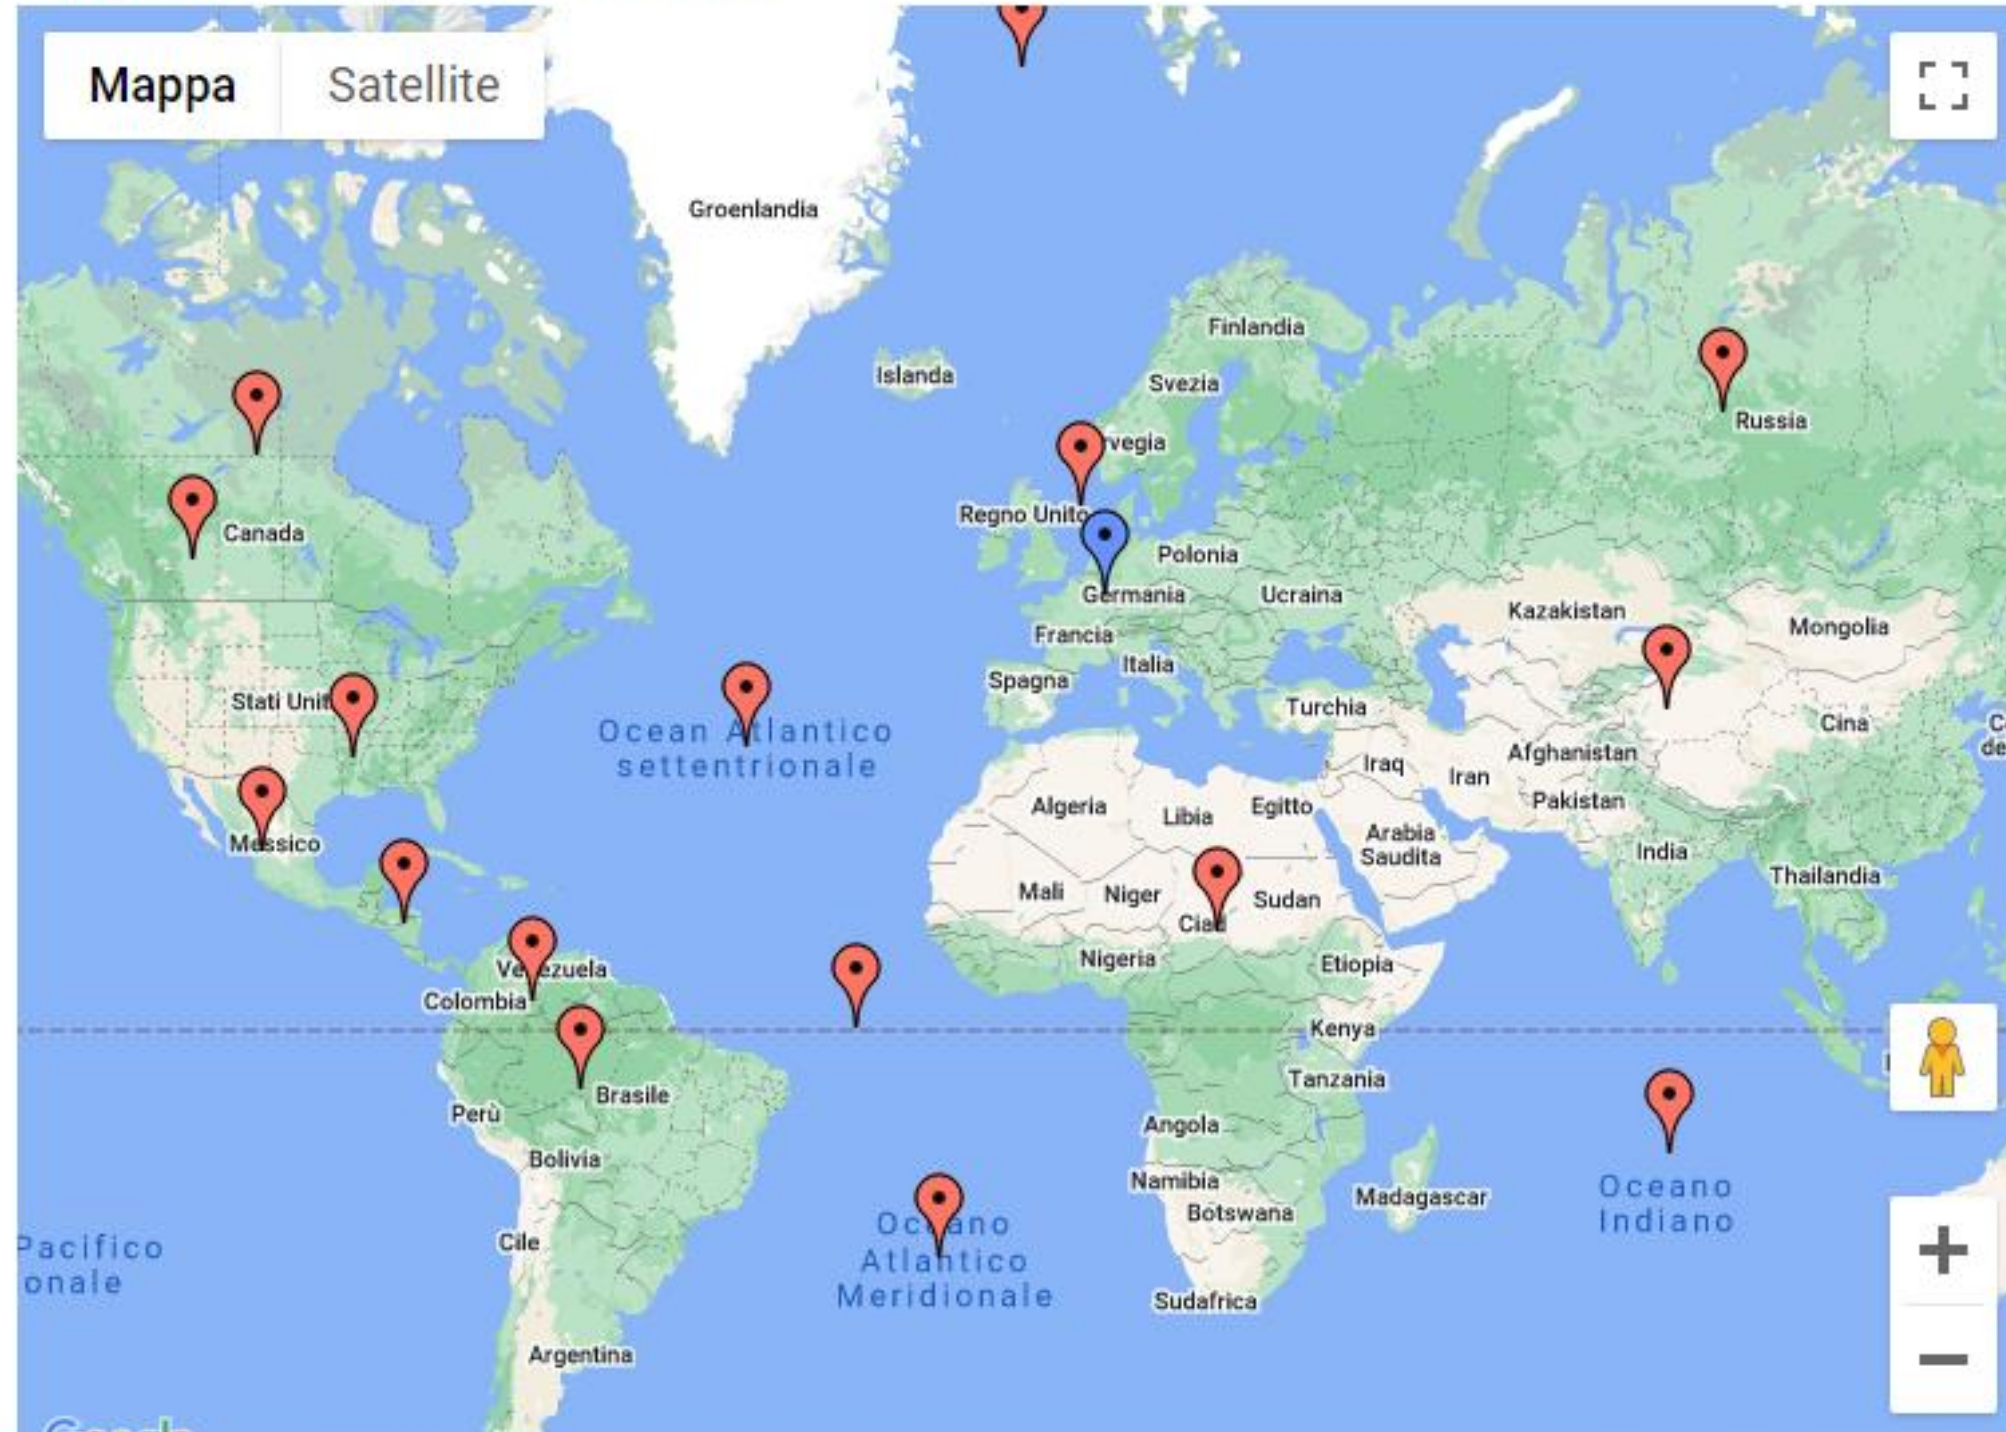 Mappa
Satellite
Groenlandia
Finlandia
Islanda
Svezia
Russia
vegia
Regno Unito
Canada
Polonia
Germania
Ucraina
Kazakistan
Mongolia
Francia
Italia
Spagna
Stati Unit
Turchia
Cina
Ocean Atlantico
settentrionale
Afghanistan
Iraq
Iran
Pakistan
Algeria
Libia
Egitto
Arabia
Saudita
Messico
India
Thailandia
Mali
Niger
Sudan
Ciad
Nigeria
Etiopia
Venezuela
Colombia
Kenya
Tanzania
Brasile
Perù
Angola
Bolivia
Namibia
Madagascar
Botswana
Oceano
Indiano
Oceano
Atlantico
Meridionale
Cile
Pacifico
onale
Sudafrica
Argentina